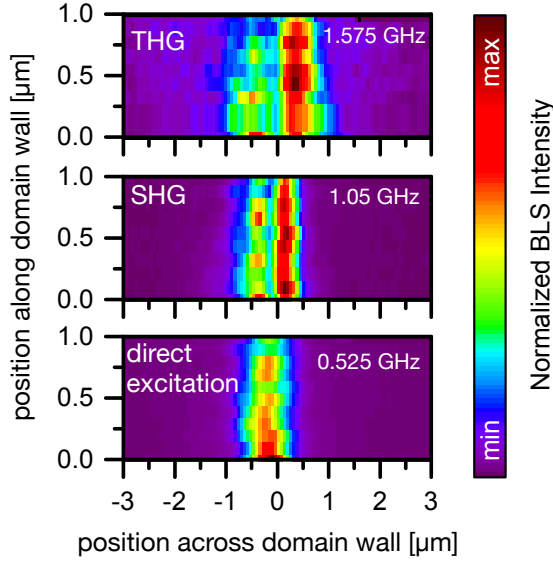 THG
1.575 GHz
1.0
0.5
0.0
SHG
1.05 GHz
1.0
0.5
0.0
direct
excitation
0.525 GHz
1.0
0.5
0.0
-3 -2 -1 0 1 2 3
position across domain wall [µm]
position along domain wall [µm]
max
min
Normalized BLS Intensity